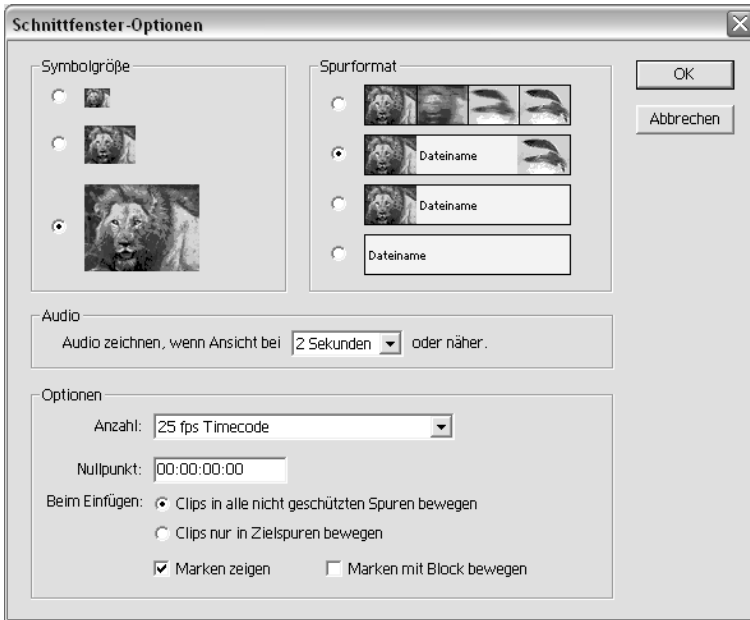 Schnittfenster-Optionen
Symbolgröße
Spurformat
Dateiname
Dateiname
Dateiname
OK
Abbrechen
Audio
Audio zeichnen, wenn Ansicht bei 2 Sekunden oder näher.
Optionen
Anzahl: 25 fps Timecode
Nullpunkt: 00:00:00:00
Beim Einfügen: Clips in alle nicht geschützten Spuren bewegen
Clips nur in Zielspuren bewegen
Marken zeigen Marken mit Block bewegen